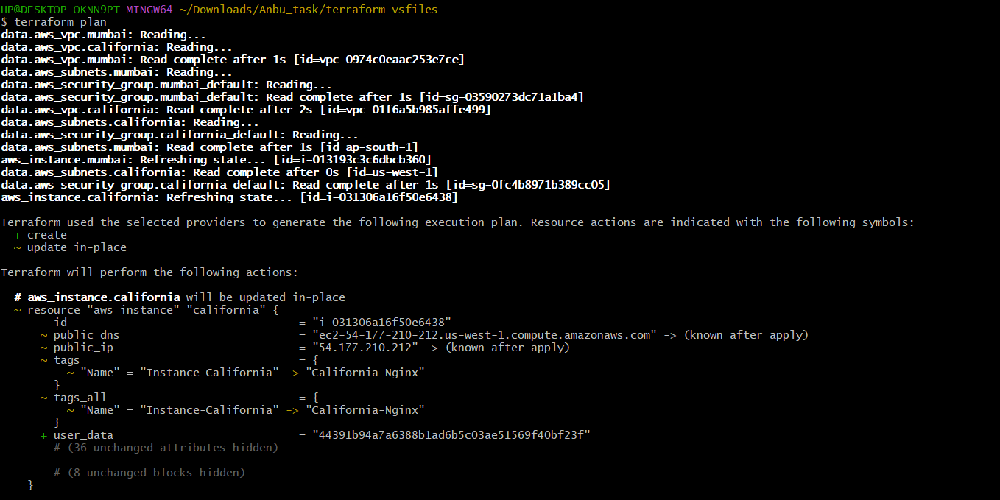 HP@DESKTOP-OKNN9PT MINGW64 ~/Downloads/Anbu_task/terraform-vsfiles
$ terraform plan
data.aws_vpc.mumbai: Reading...
data.aws_vpc.california: Reading...
data.aws_vpc.mumbai: Read complete after 1s [id=vpc-0974c0eaac253e7ce]
data.aws_subnets.mumbai: Reading...
data.aws_security_group.mumbai_default: Reading...
data.aws_security_group.mumbai_default: Read complete after 1s [id=sg-03590273dc71a1ba4]
data.aws_vpc.california: Read complete after 2s [id=vpc-01f6a5b985affe499]
data.aws_subnets.california: Reading...
data.aws_security_group.california_default: Reading...
data.aws_subnets.mumbai: Read complete after 1s [id=ap-south-1]
aws_instance.mumbai: Refreshing state... [id=i-013193c3c6dbcb360]
data.aws_subnets.california: Read complete after 0s [id=us-west-1]
data.aws_security_group.california_default: Read complete after 1s [id=sg-0fc4b8971b389cc05]
aws_instance.california: Refreshing state... [id=i-031306a16f50e6438]

Terraform used the selected providers to generate the following execution plan. Resource actions are indicated with the following symbols:
  + create
  ~ update in-place

Terraform will perform the following actions:

  # aws_instance.california will be updated in-place
  ~ resource "aws_instance" "california" {
        id                                   = "i-031306a16f50e6438"
      ~ public_dns                           = "ec2-54-177-210-212.us-west-1.compute.amazonaws.com" -> (known after apply)
      ~ public_ip                            = "54.177.210.212" -> (known after apply)
      ~ tags                                 = {
          ~ "Name" = "Instance-California" -> "California-Nginx"
        }
      ~ tags_all                             = {
          ~ "Name" = "Instance-California" -> "California-Nginx"
        }
      + user_data                            = "44391b94a7a6388b1ad6b5c03ae51569f40bf23f"
        # (36 unchanged attributes hidden)

        # (8 unchanged blocks hidden)
    }